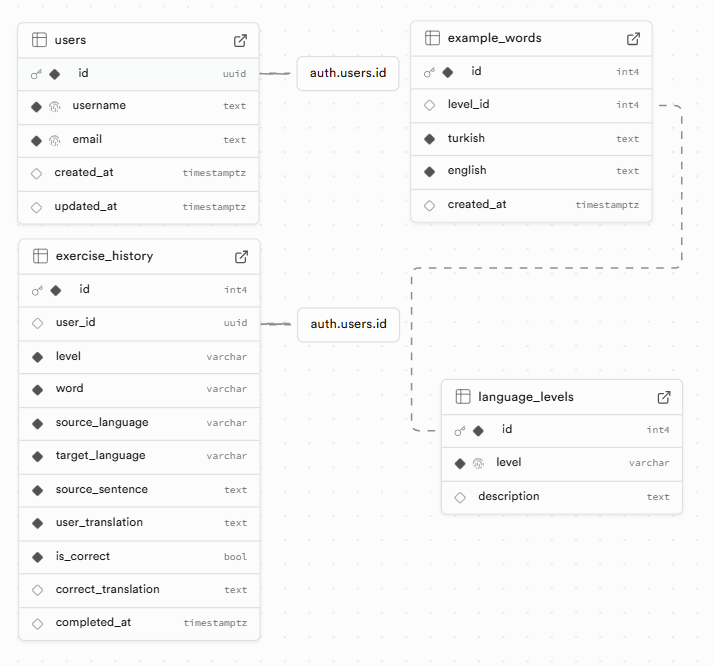 users
id uuid
username text
email text
created_at timestamptz
updated_at timestamptz
auth.users.id
example_words
id int4
level_id int4
turkish text
english text
created_at timestamptz
exercise_history
id int4
user_id uuid
level varchar
word varchar
source_language varchar
target_language varchar
source_sentence text
user_translation text
is_correct bool
correct_translation text
completed_at timestamptz
auth.users.id
language_levels
id int4
level varchar
description text